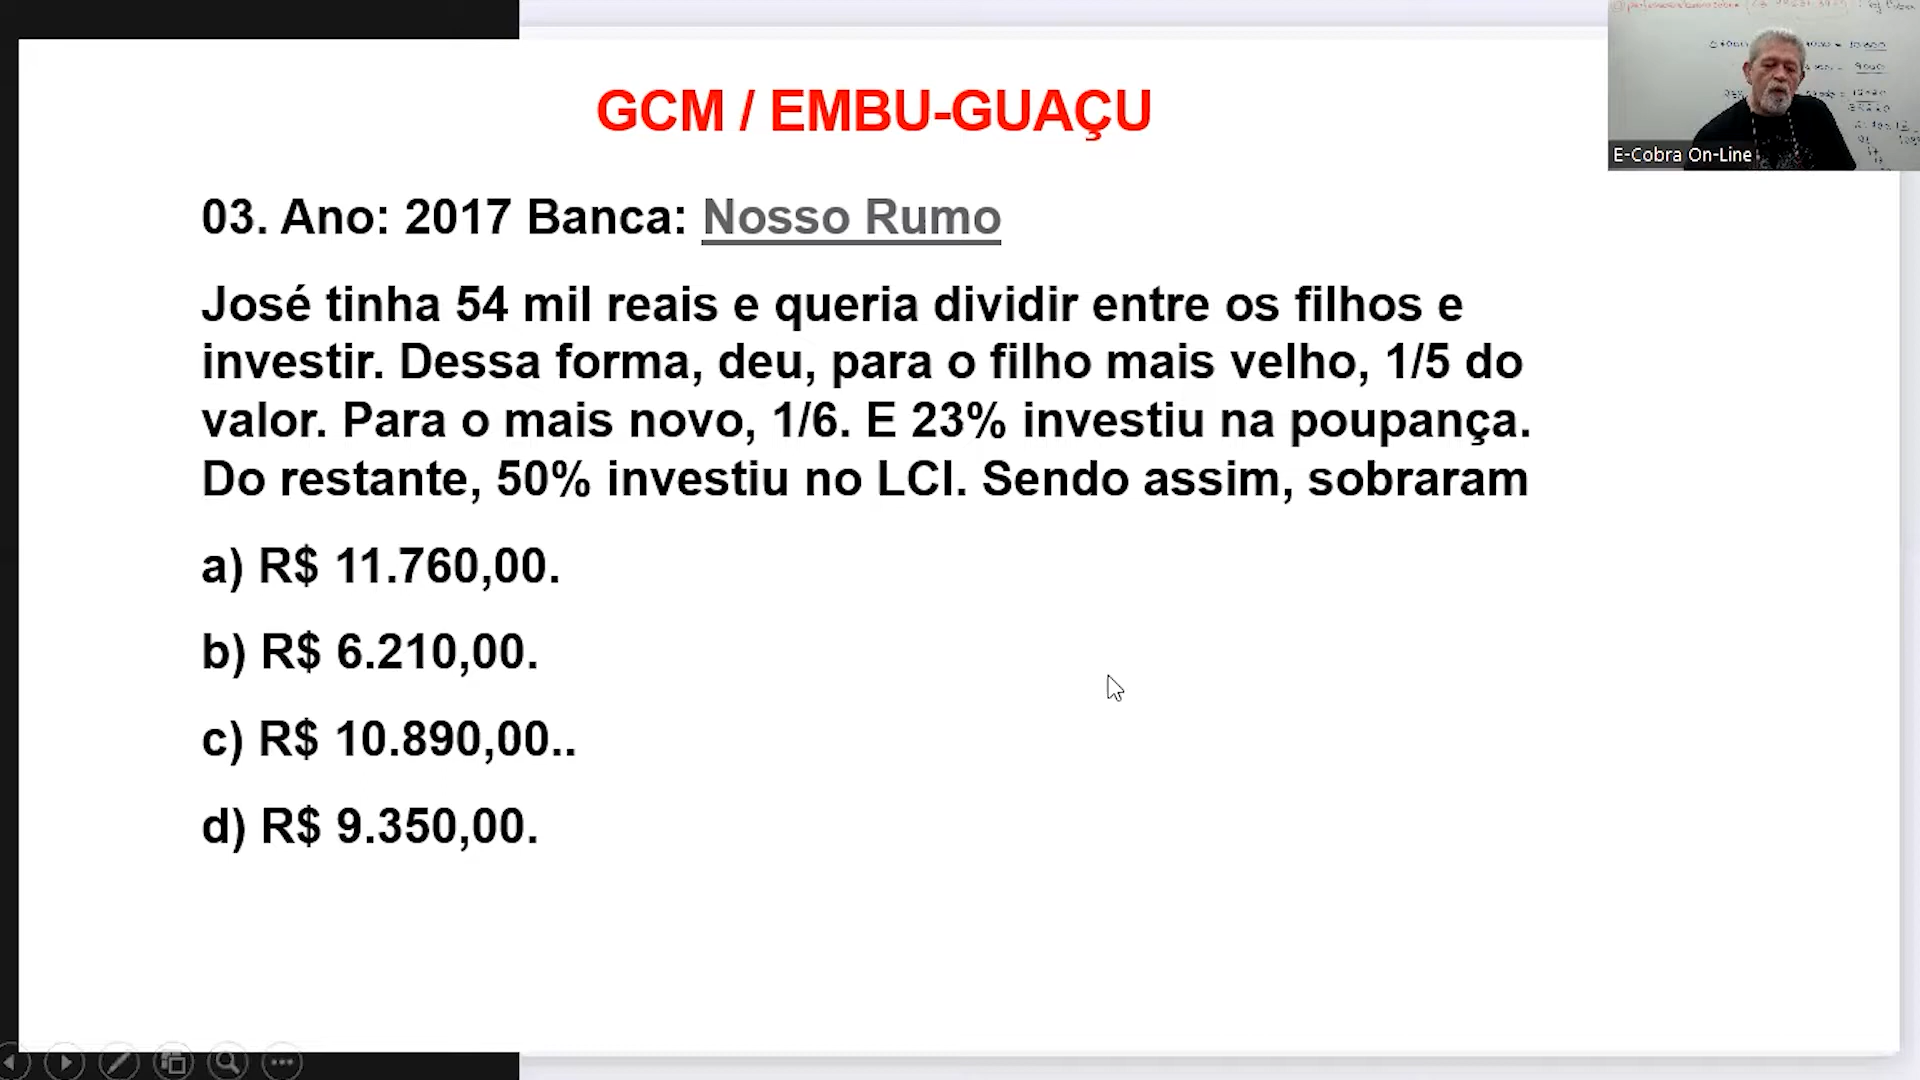 GCM / EMBU-GUAÇU
03. Ano: 2017 Banca: Nosso Rumo
José tinha 54 mil reais e queria dividir entre os filhos e
investir. Dessa forma, deu, para o filho mais velho, 1/5 do
valor. Para o mais novo, 1/6. E 23% investiu na poupança.
Do restante, 50% investiu no LCI. Sendo assim, sobraram
a) R$ 11.760,00.
b) R$ 6.210,00.
c) R$ 10.890,00..
d) R$ 9.350,00.
E-Cobra On-Line